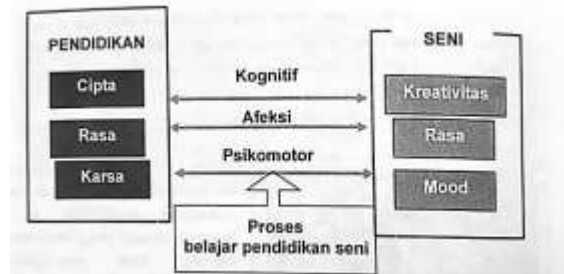 PENDIDIKAN
Cipta
Rasa
Karsa
Kognitif
Afeksi
Psikomotor
SENI
Kreativitas
Rasa
Mood
Proses
belajar pendidikan seni